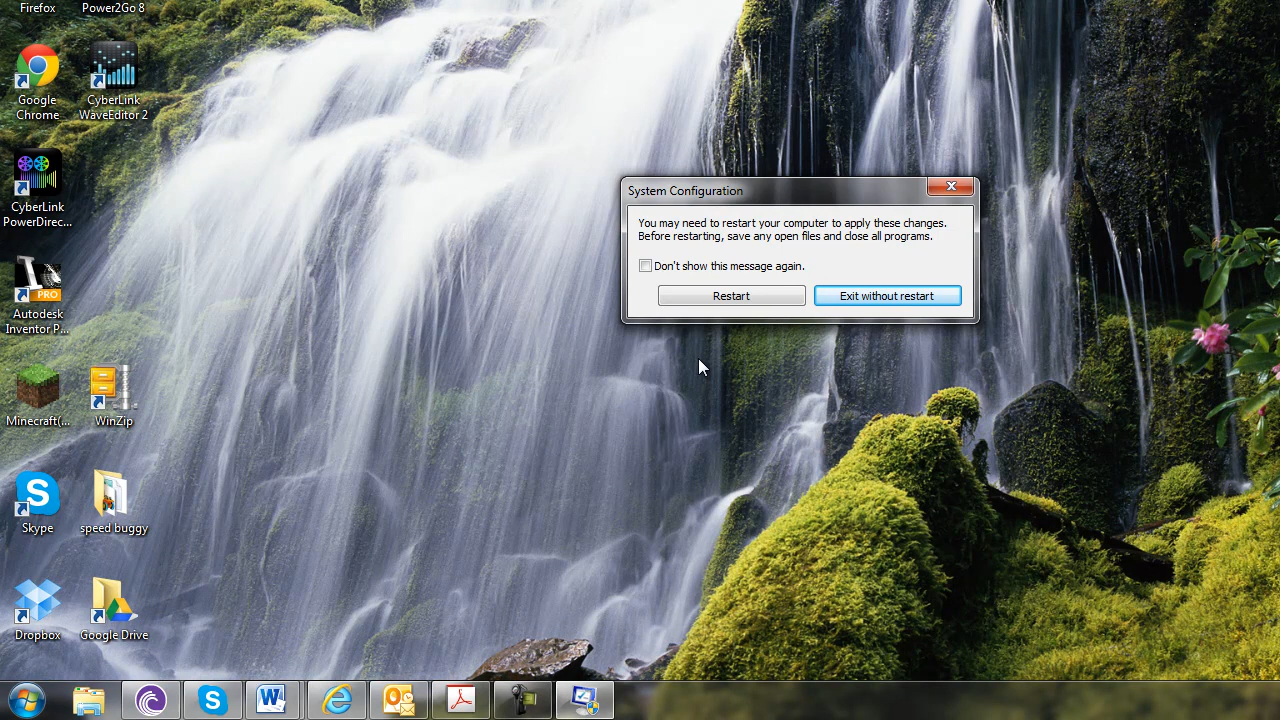 Firefox
Power2Go 8
Google
Chrome
CyberLink
WaveEditor 2
CyberLink
PowerDirec...
PRO
Autodesk
Inventor P...
Minecraft(...
WinZip
Skype
speed buggy
Dropbox
Google Drive
System Configuration
You may need to restart your computer to apply these changes.
Before restarting, save any open files and close all programs.
Don't show this message again.
Restart
Exit without restart